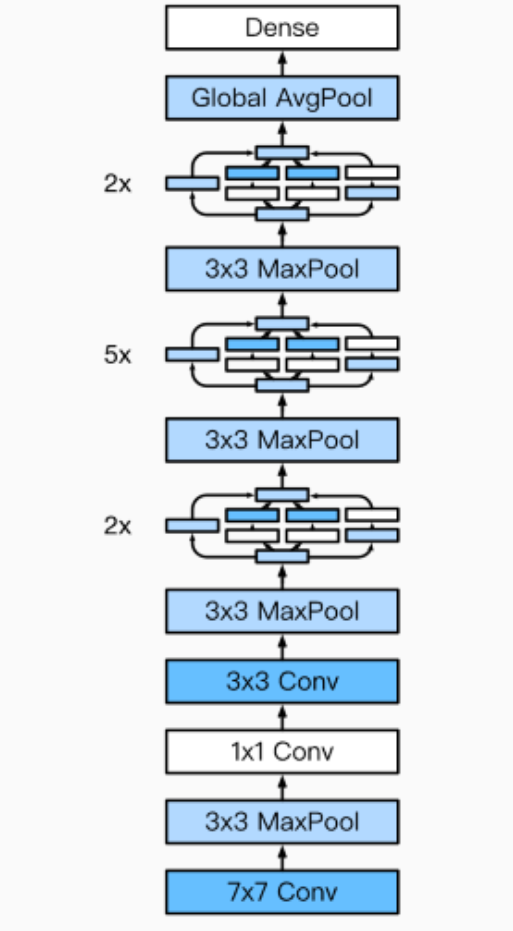 Dense
Global AvgPool
2x
3x3 MaxPool
5x
3x3 MaxPool
2x
3x3 MaxPool
3x3 Conv
1x1 Conv
3x3 MaxPool
7x7 Conv